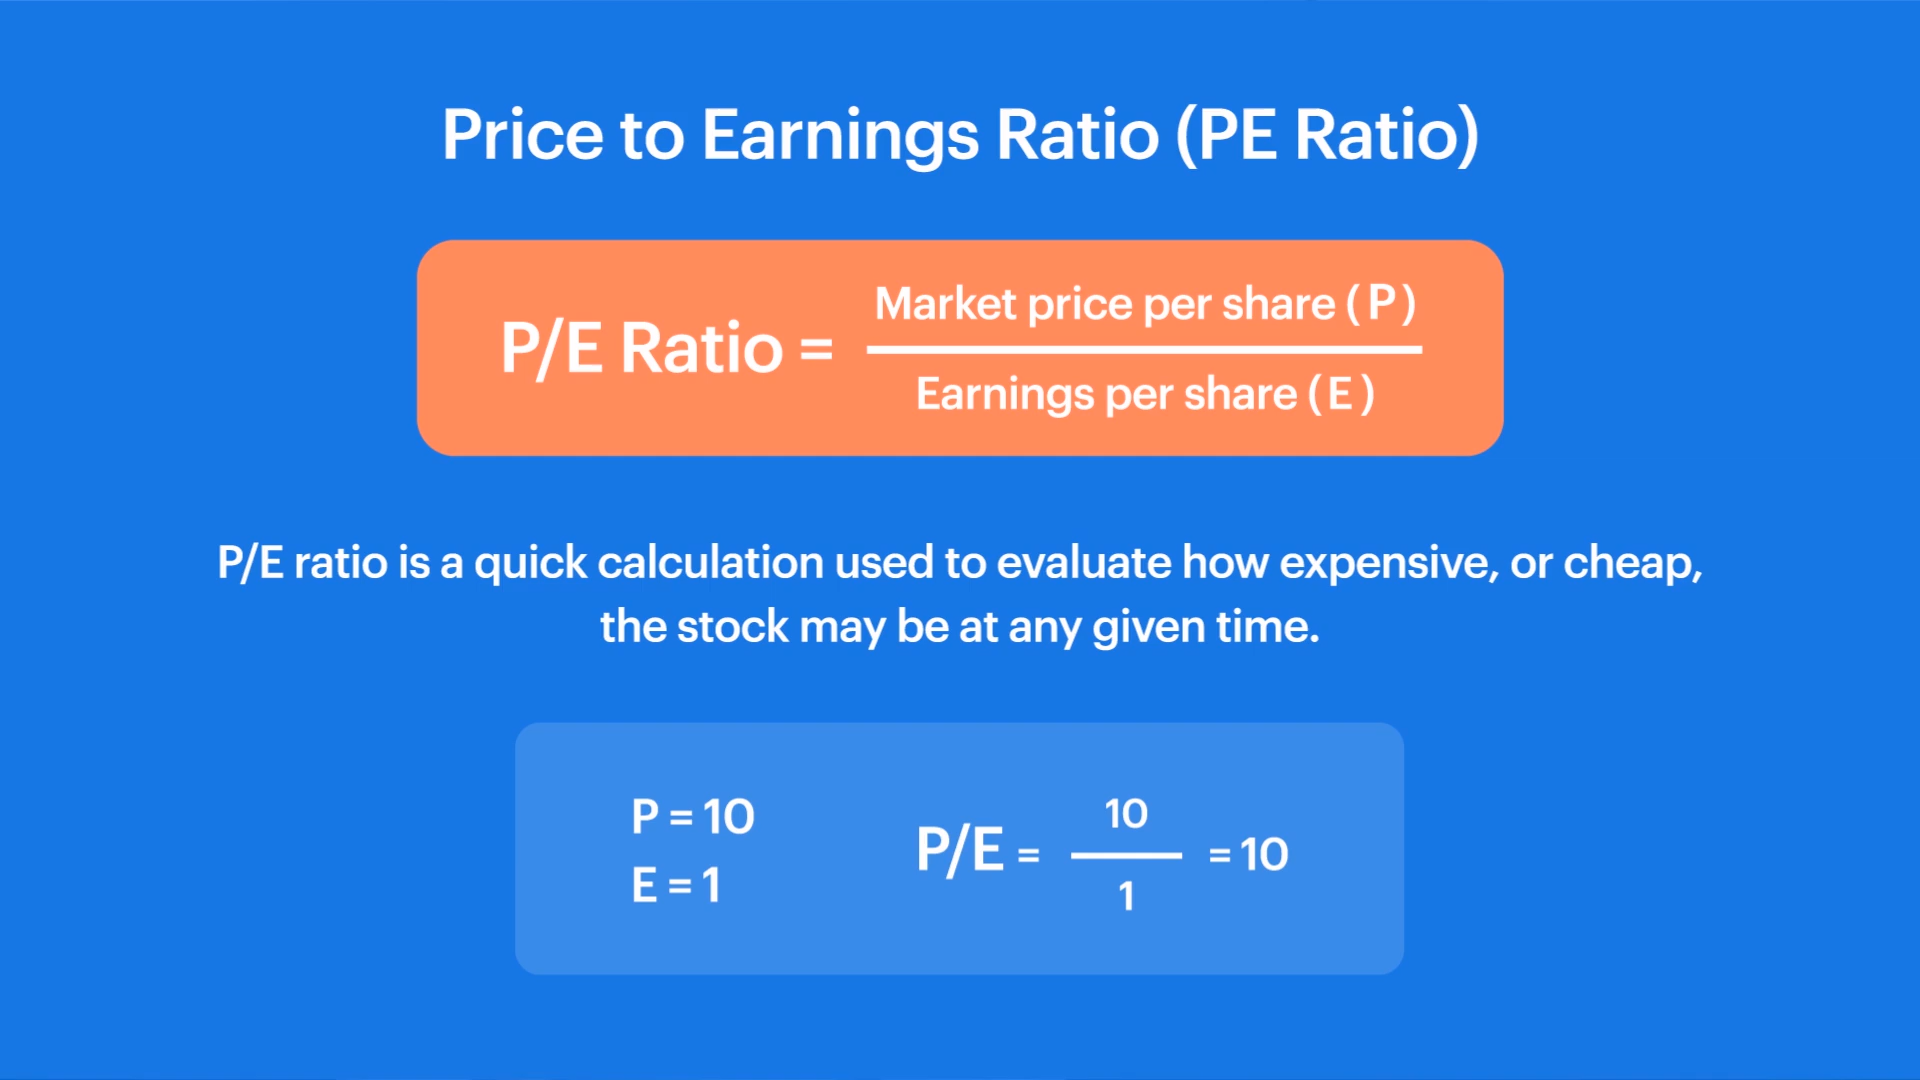 Price to Earnings Ratio (PE Ratio)
P/E Ratio =
Market price per share ( P )
Earnings per share ( E )
P/E ratio is a quick calculation used to evaluate how expensive, or cheap,
the stock may be at any given time.
P = 10
E = 1
P/E =
10
1
= 10